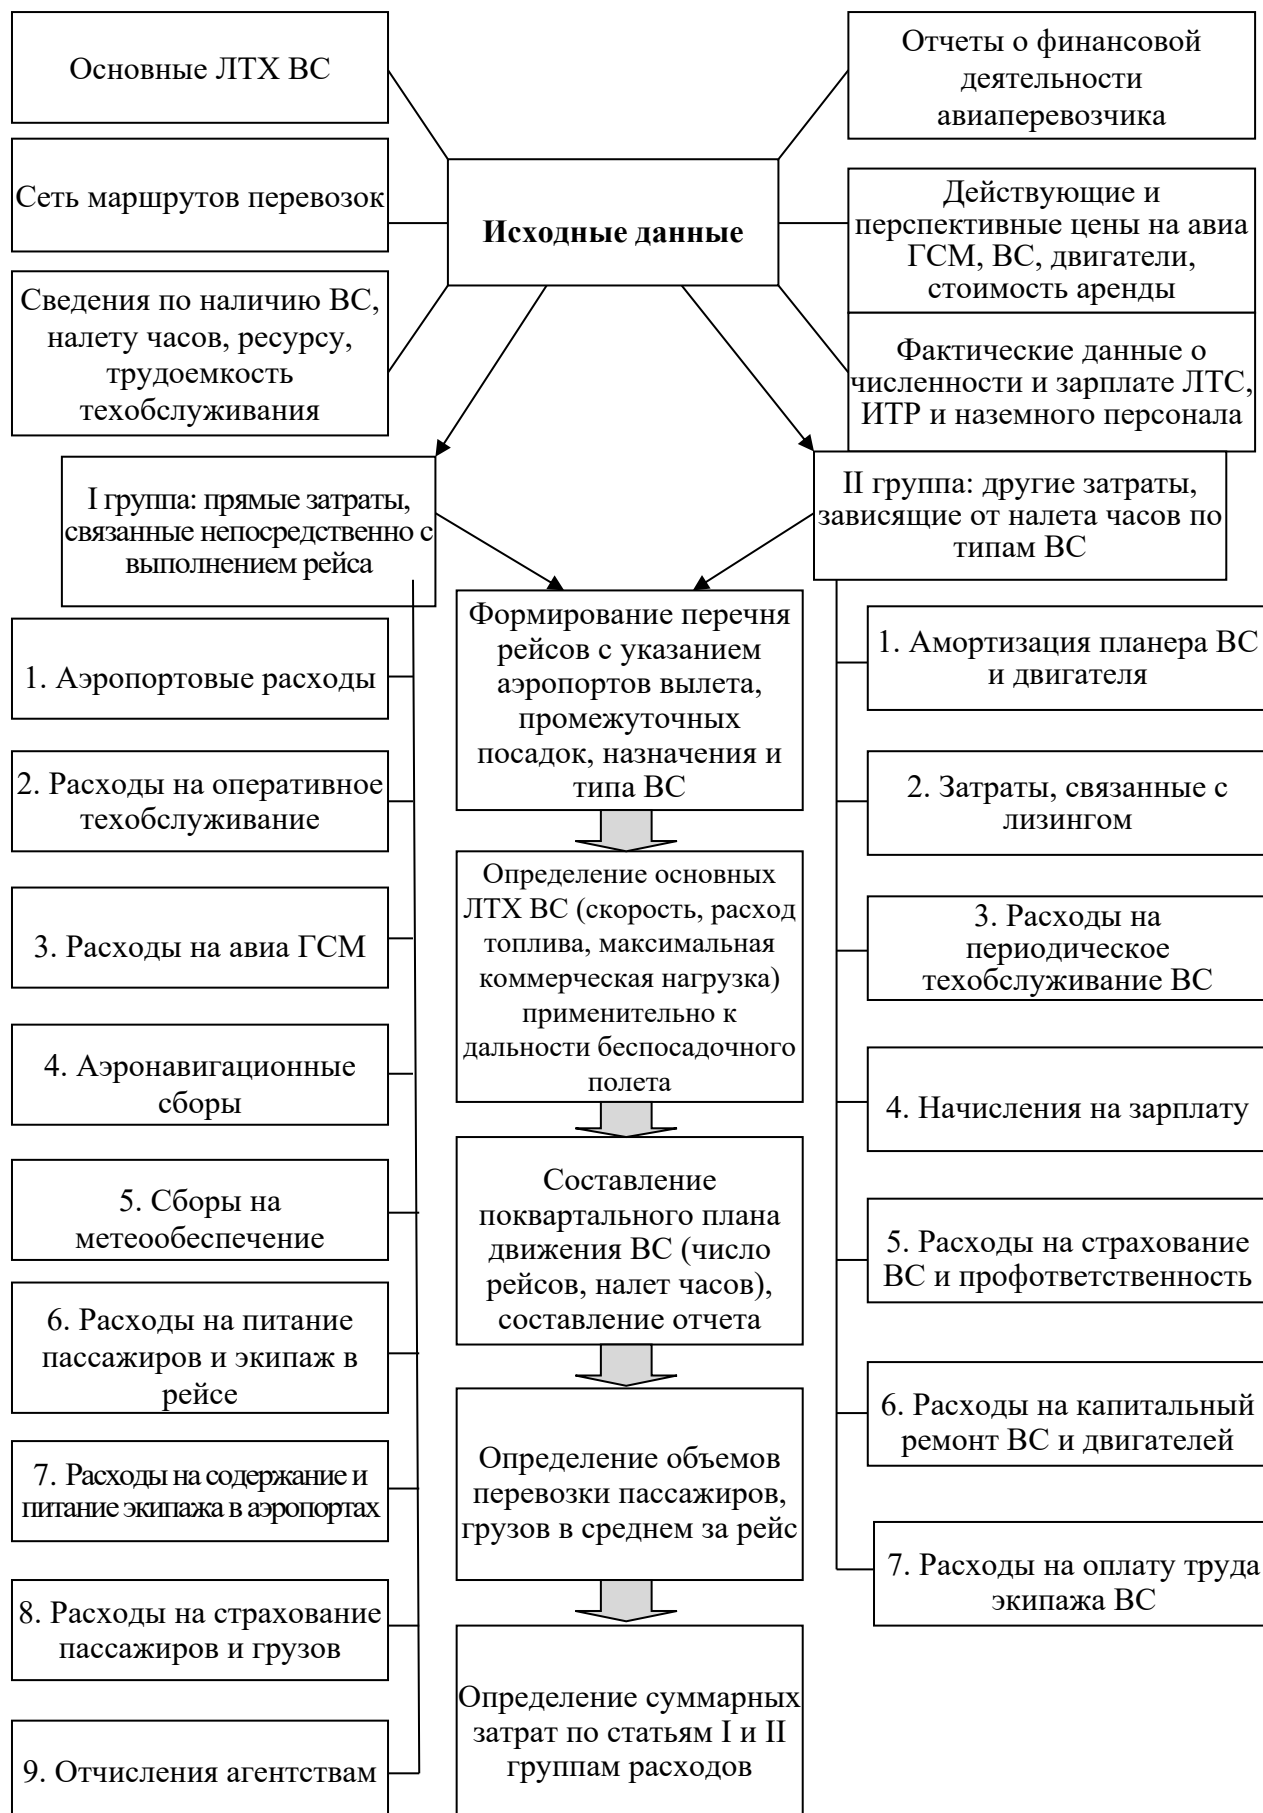 Основные ЛТХ ВС
Отчеты о финансовой
деятельности
авиаперевозчика
Сеть маршрутов перевозок
Исходные данные
Действующие и
перспективные цены на авиа
ГСМ, ВС, двигатели,
стоимость аренды
Сведения по наличию ВС,
налету часов, ресурсу,
трудоемкость
техобслуживания
Фактические данные о
численности и зарплате ЛТС,
ИТР и наземного персонала
I группа: прямые затраты,
связанные непосредственно с
выполнением рейса
II группа: другие затраты,
зависящие от налета часов по
типам ВС
1. Аэропортовые расходы
2. Расходы на оперативное
техобслуживание
3. Расходы на авиа ГСМ
4. Аэронавигационные
сборы
5. Сборы на
метеообеспечение
6. Расходы на питание
пассажиров и экипаж в
рейсе
7. Расходы на содержание и
питание экипажа в аэропортах
8. Расходы на страхование
пассажиров и грузов
9. Отчисления агентствам
Формирование перечня
рейсов с указанием
аэропортов вылета,
промежуточных
посадок, назначения и
типа ВС
Определение основных
ЛТХ ВС (скорость, расход
топлива, максимальная
коммерческая нагрузка)
применительно к
дальности беспосадочного
полета
Составление
поквартального плана
движения ВС (число
рейсов, налет часов),
составление отчета
Определение объемов
перевозки пассажиров,
грузов в среднем за рейс
Определение суммарных
затрат по статьям I и II
группам расходов
1. Амортизация планера ВС
и двигателя
2. Затраты, связанные с
лизингом
3. Расходы на
периодическое
техобслуживание ВС
4. Начисления на зарплату
5. Расходы на страхование
ВС и профответственность
6. Расходы на капитальный
ремонт ВС и двигателей
7. Расходы на оплату труда
экипажа ВС